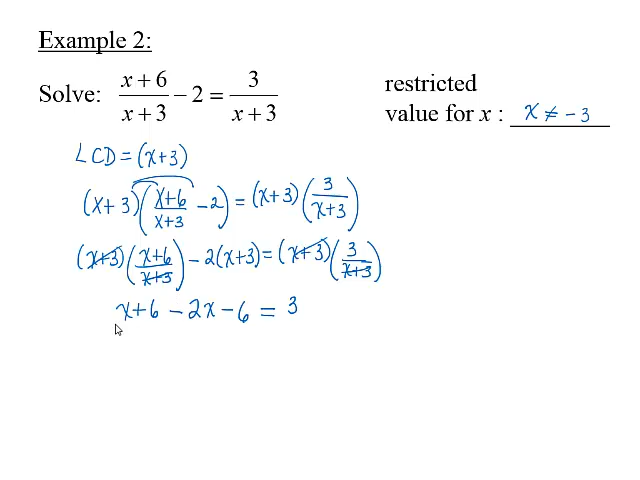 Example 2:
Solve: (x + 6)/(x + 3) − 2 = 3/(x + 3)
restricted
value for x : x ≠ −3
LCD = (x+3)
(x+3)((x+6)/(x+3) − 2) = (x+3)(3/(x+3))
(x+3)((x+6)/(x+3)) − 2(x+3) = (x+3)(3/(x+3))
x+6 − 2x − 6 = 3